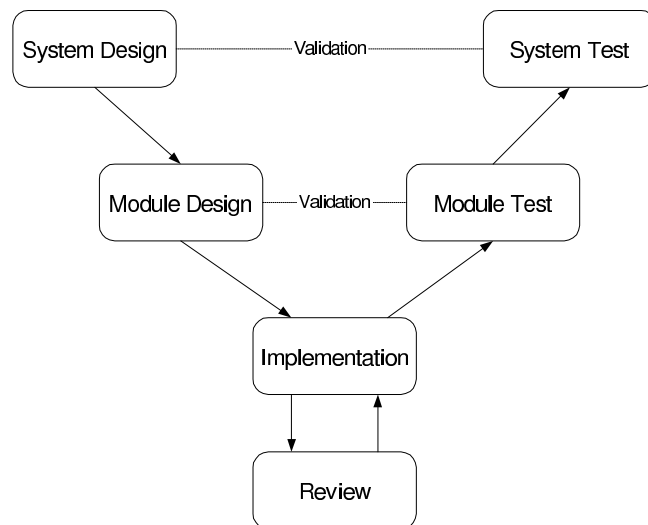 System Design
Validation
System Test
Module Design
Validation
Module Test
Implementation
Review